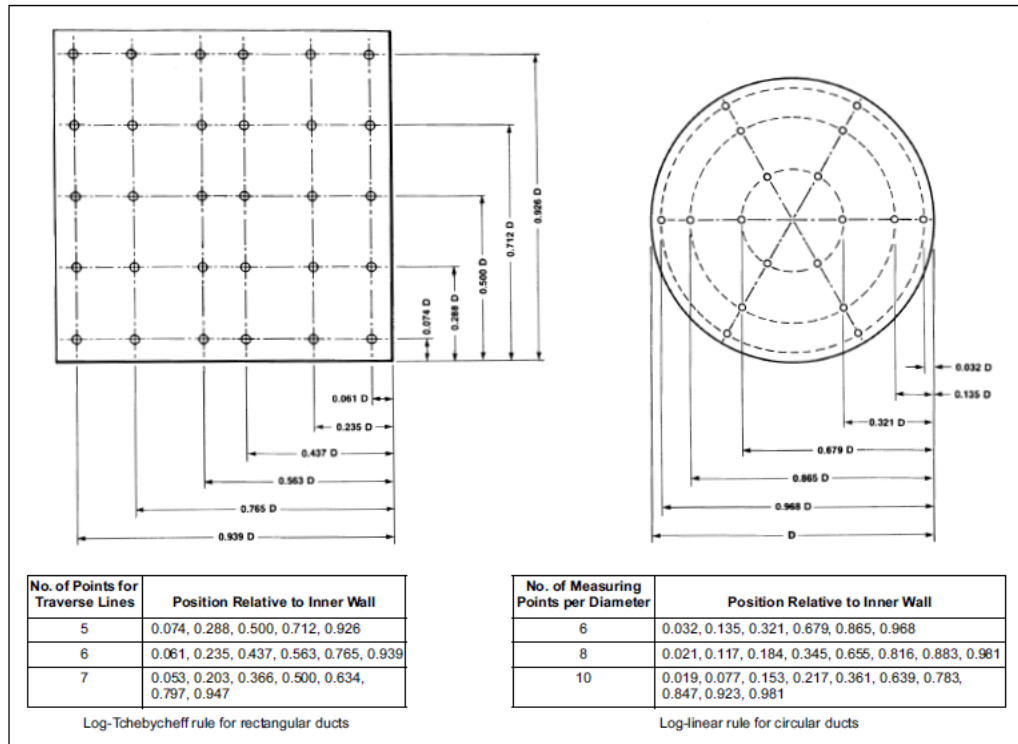 0.074 D
0.288 D
0.500 D
0.712 D
0.926 D
0.061 D
0.235 D
0.437 D
0.563 D
0.765 D
0.939 D
0.032 D
0.135 D
0.321 D
0.679 D
0.865 D
0.968 D
D
No. of Points for
Traverse Lines
Position Relative to Inner Wall
5
0.074, 0.288, 0.500, 0.712, 0.926
6
0.061, 0.235, 0.437, 0.563, 0.765, 0.939
7
0.053, 0.203, 0.366, 0.500, 0.634,
0.797, 0.947
Log-Tchebycheff rule for rectangular ducts
No. of Measuring
Points per Diameter
Position Relative to Inner Wall
6
0.032, 0.135, 0.321, 0.679, 0.865, 0.968
8
0.021, 0.117, 0.184, 0.345, 0.655, 0.816, 0.883, 0.981
10
0.019, 0.077, 0.153, 0.217, 0.361, 0.639, 0.783,
0.847, 0.923, 0.981
Log-linear rule for circular ducts